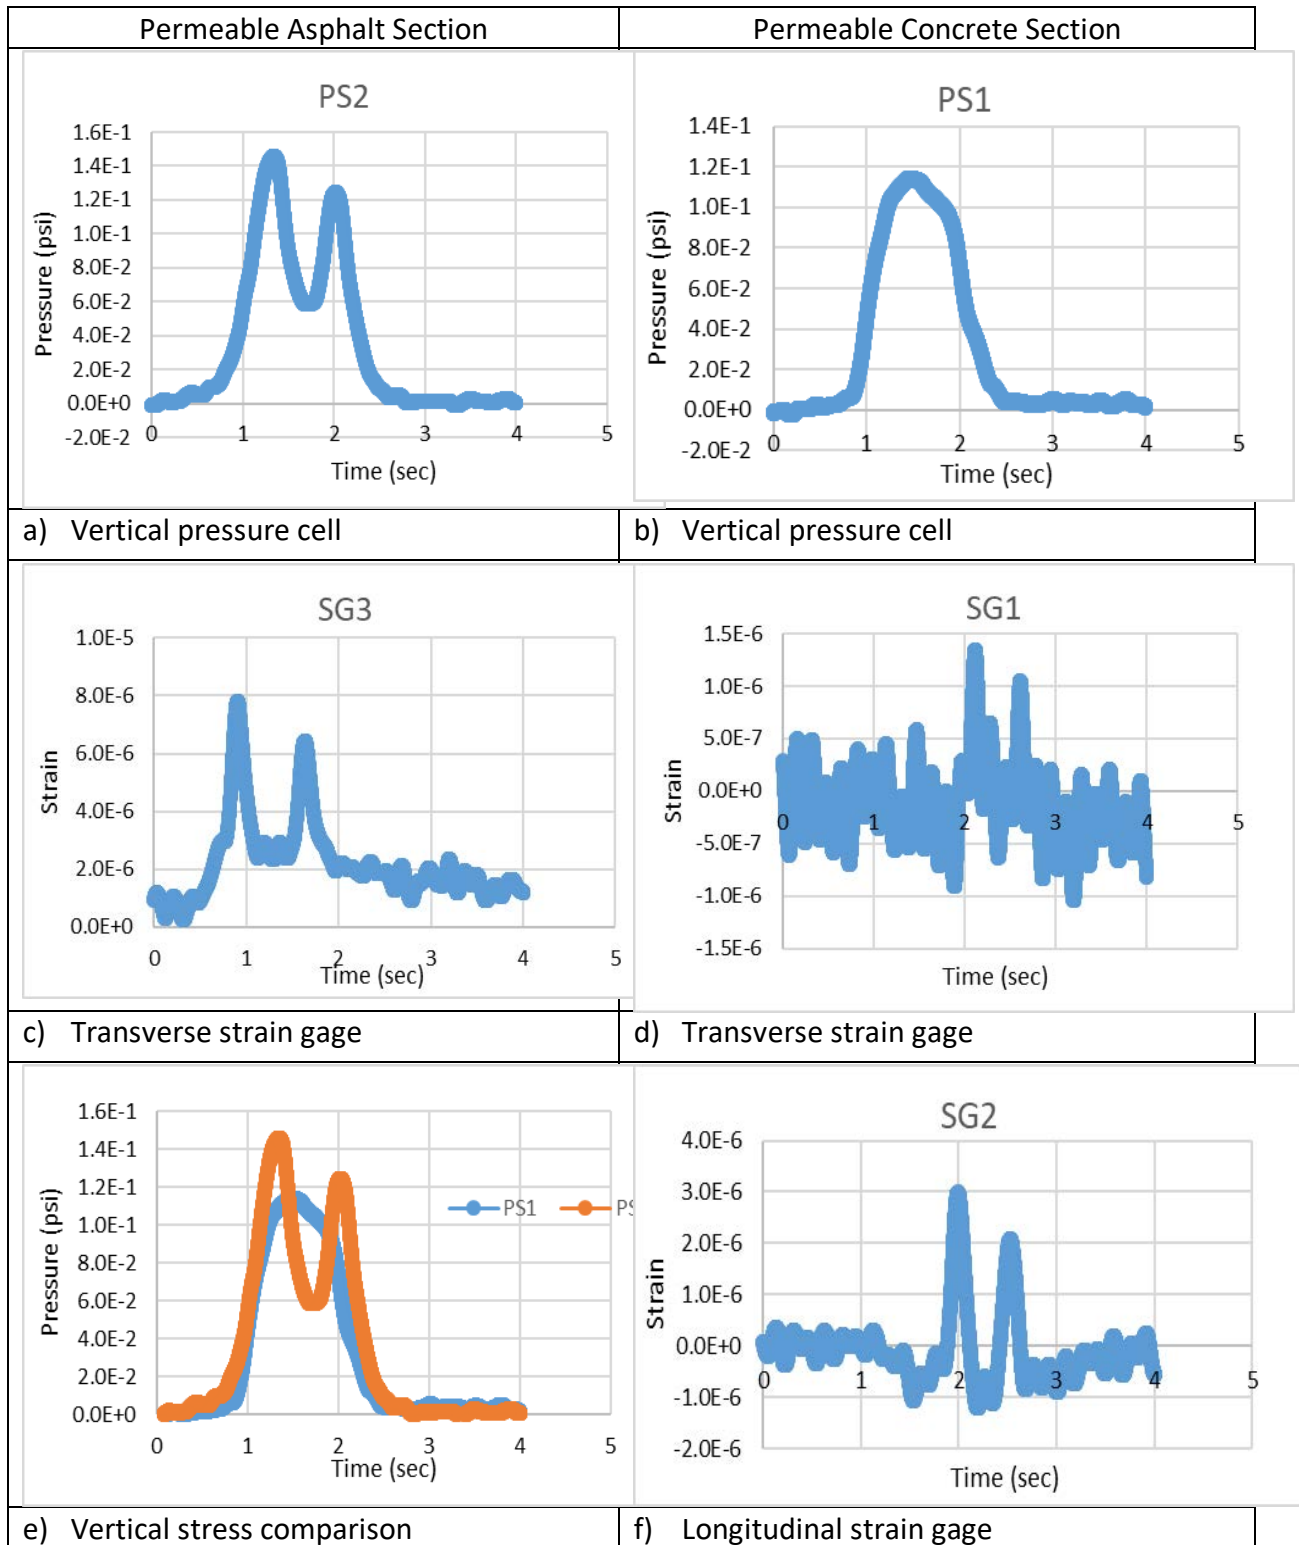 Permeable Asphalt Section
Permeable Concrete Section
PS2
1.6E-1
1.4E-1
1.2E-1
1.0E-1
8.0E-2
6.0E-2
4.0E-2
2.0E-2
0.0E+0
-2.0E-2
0 1 2 3 4 5
Pressure (psi)
Time (sec)
PS1
1.4E-1
1.2E-1
1.0E-1
8.0E-2
6.0E-2
4.0E-2
2.0E-2
0.0E+0
-2.0E-2
0 1 2 3 4 5
Pressure (psi)
Time (sec)
a) Vertical pressure cell
b) Vertical pressure cell
SG3
1.0E-5
8.0E-6
6.0E-6
4.0E-6
2.0E-6
0.0E+0
0 1 2 3 4 5
Strain
Time (sec)
SG1
1.5E-6
1.0E-6
5.0E-7
0.0E+0
-5.0E-7
-1.0E-6
-1.5E-6
0 1 2 3 4 5
Strain
Time (sec)
c) Transverse strain gage
d) Transverse strain gage
1.6E-1
1.4E-1
1.2E-1
1.0E-1
8.0E-2
6.0E-2
4.0E-2
2.0E-2
0.0E+0
0 1 2 3 4 5
Pressure (psi)
Time (sec)
PS1
SG2
4.0E-6
3.0E-6
2.0E-6
1.0E-6
0.0E+0
-1.0E-6
-2.0E-6
0 1 2 3 4 5
Strain
Time (sec)
e) Vertical stress comparison
f) Longitudinal strain gage